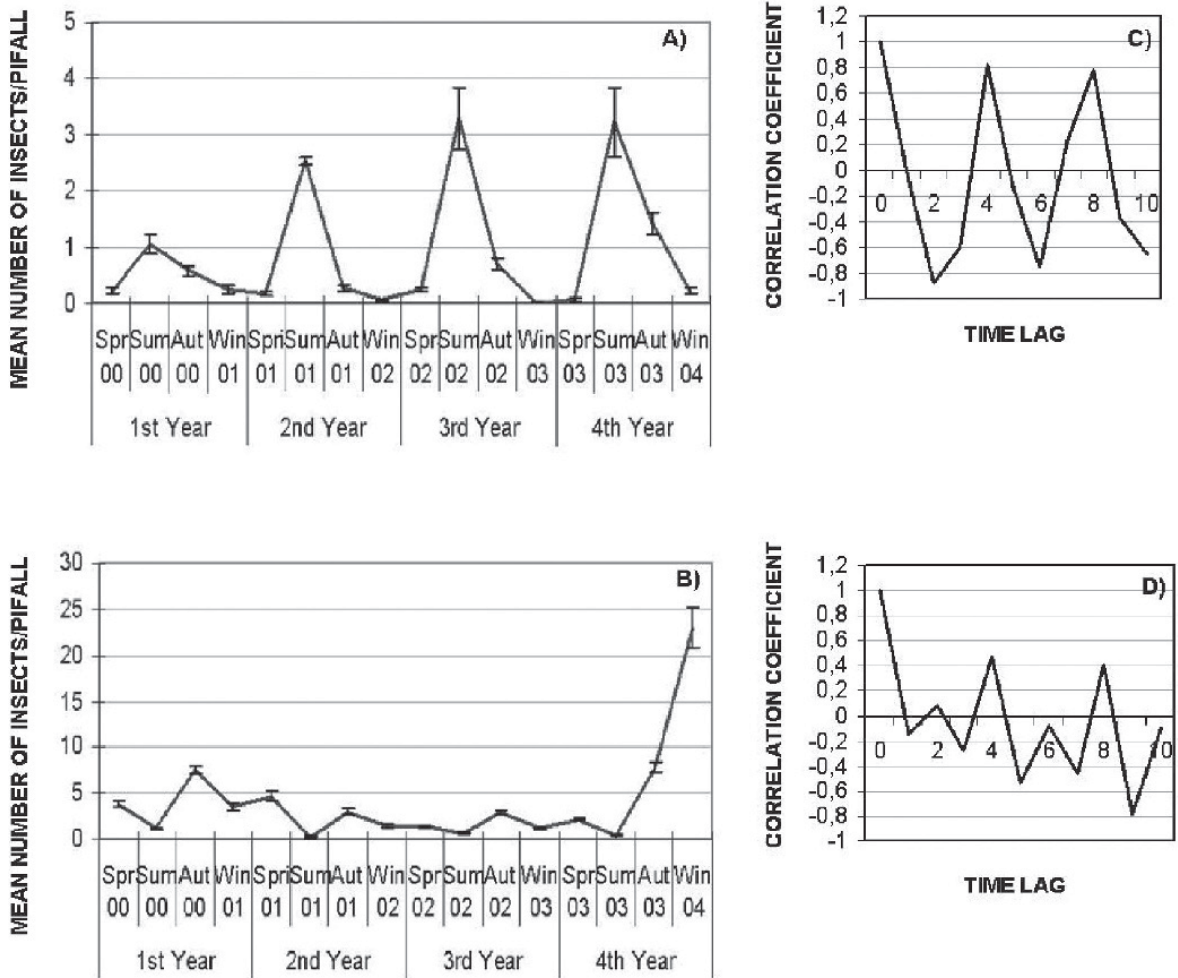 MEAN NUMBER OF INSECTS/PIFALL
5
4
3
2
1
0
A)
Spr Sum Aut Win Spri Sum Aut Win Spr Sum Aut Win Spr Sum Aut Win
00 00 00 01 01 01 01 02 02 02 02 03 03 03 03 04
1st Year 2nd Year 3rd Year 4th Year
CORRELATION COEFFICIENT
1,2
1
0,8
0,6
0,4
0,2
0
-0,2
-0,4
-0,6
-0,8
-1
C)
0 2 4 6 8 10
TIME LAG
MEAN NUMBER OF INSECTS/PIFALL
30
25
20
15
10
5
0
B)
Spr Sum Aut Win Spri Sum Aut Win Spr Sum Aut Win Spr Sum Aut Win
00 00 00 01 01 01 01 02 02 02 02 03 03 03 03 04
1st Year 2nd Year 3rd Year 4th Year
CORRELATION COEFFICIENT
1,2
1
0,8
0,6
0,4
0,2
0
-0,2
-0,4
-0,6
-0,8
-1
D)
0 2 4 6 8 10
TIME LAG